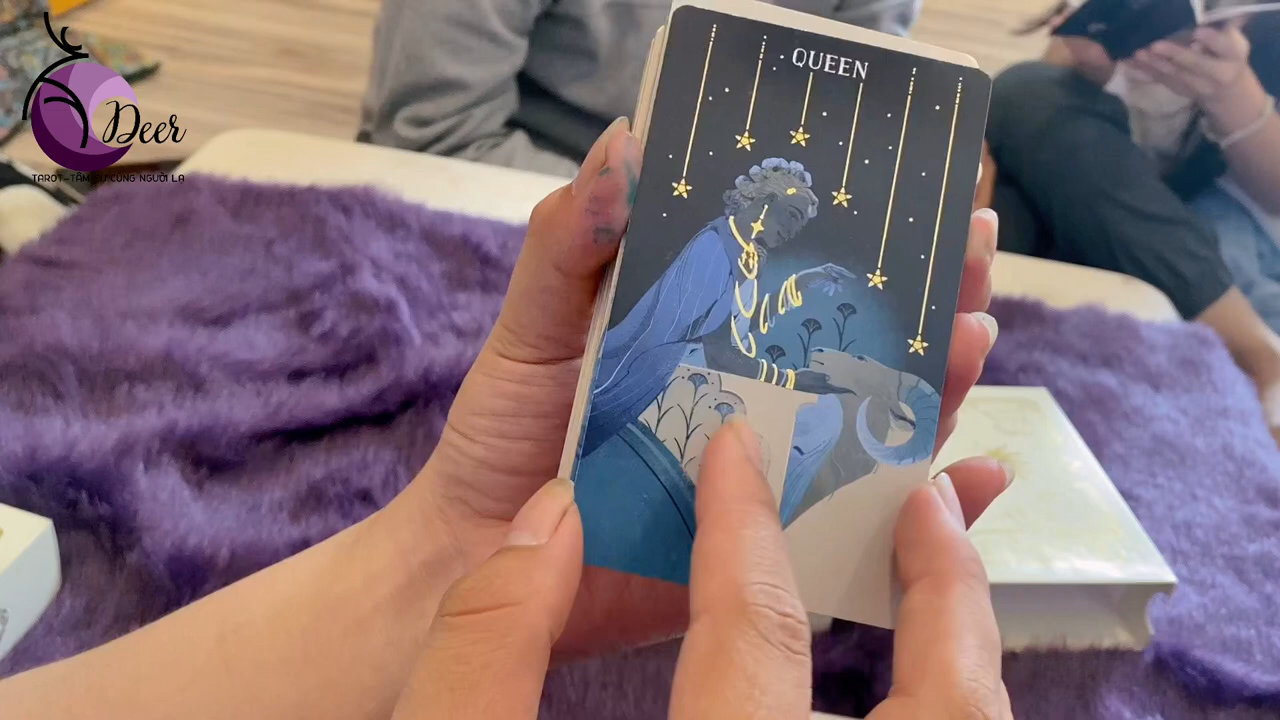 Deer
TAROT-TÂM SỰ CÙNG NGƯỜI LẠ
QUEEN